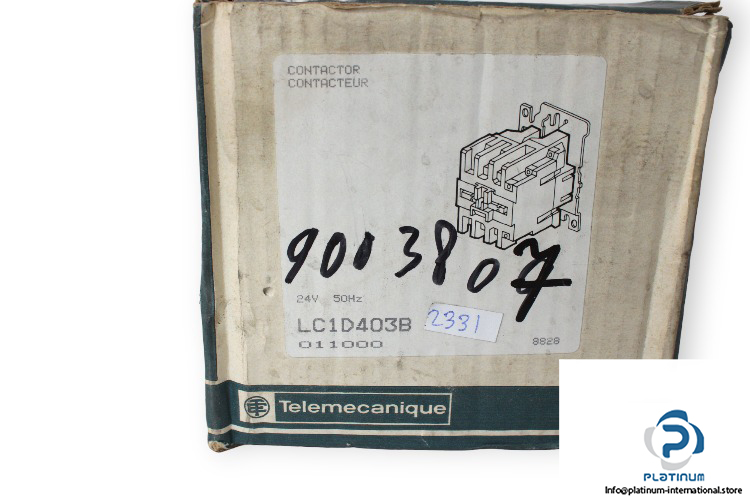 CONTACTOR
CONTACTEUR
9003807
24V 50Hz
LC1D403B
2331
011000
8828
Telemecanique
PLATINUM
Info@platinum-international.store